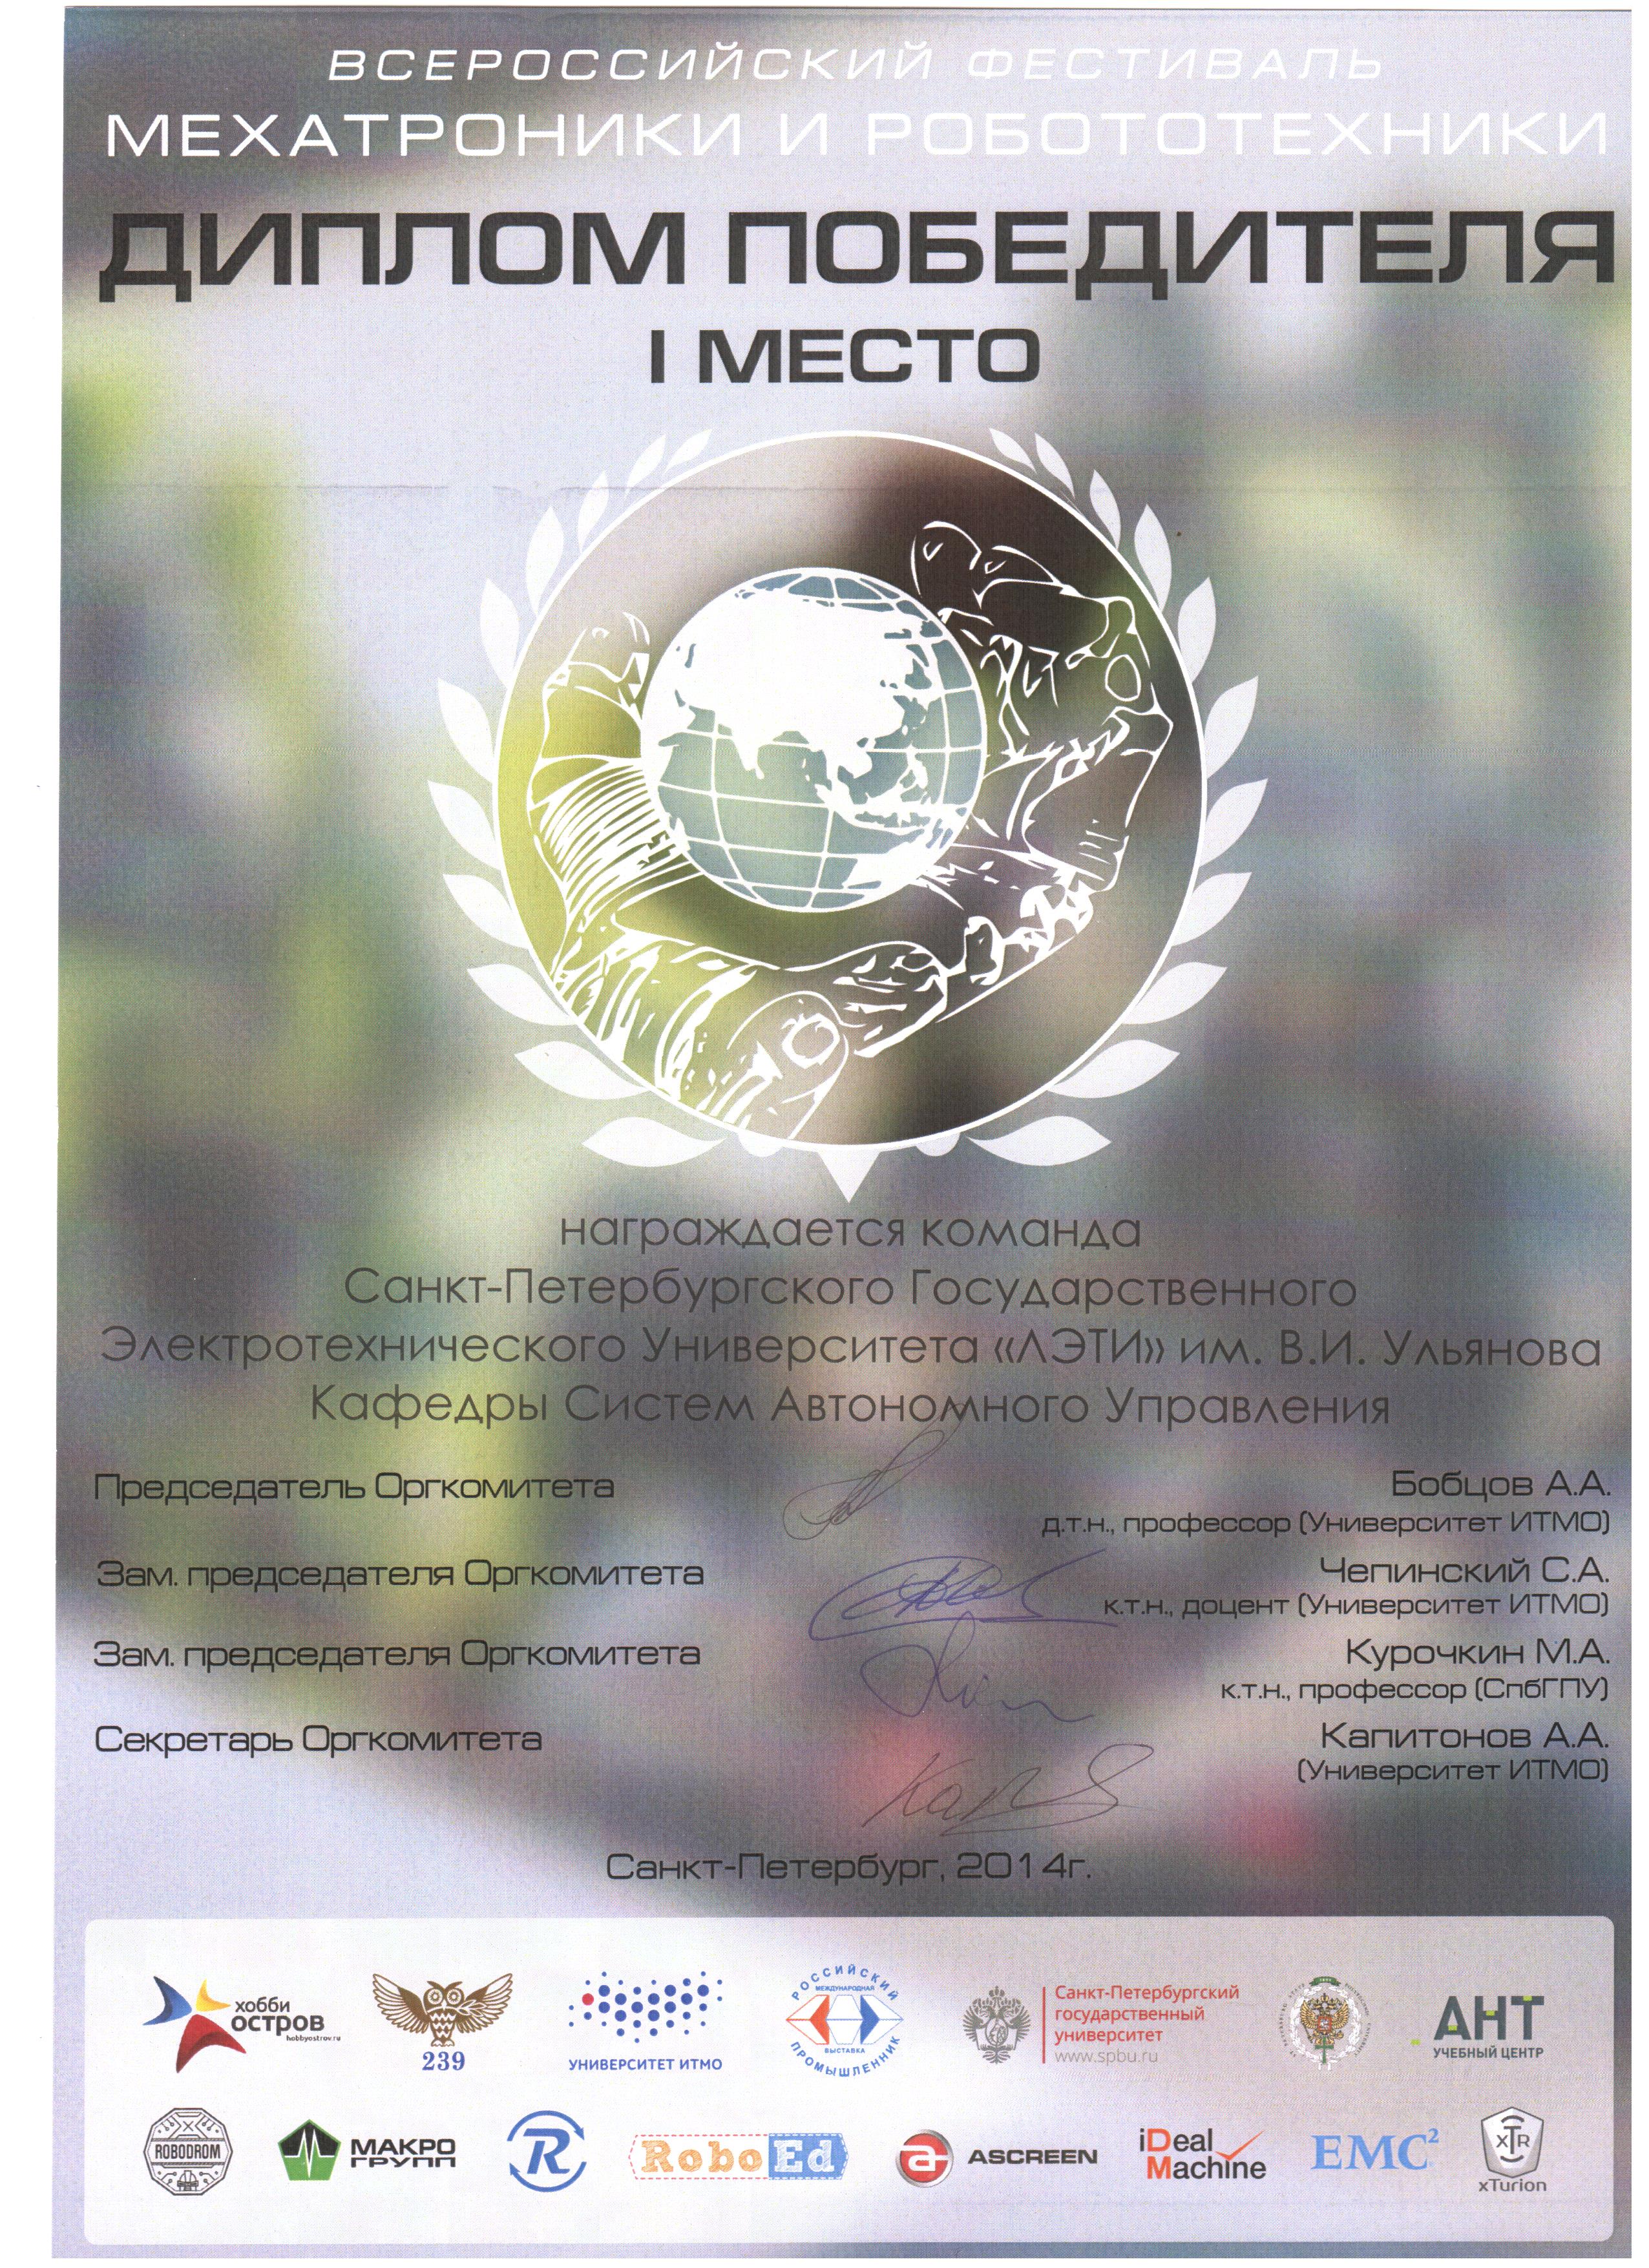 ВСЕРОССИЙСКИЙ ФЕСТИВАЛЬ
МЕХАТРОНИКИ И РОБОТОТЕХНИКИ
ДИПЛОМ ПОБЕДИТЕЛЯ
I МЕСТО
награждается команда
Санкт-Петербургского Государственного
Электротехнического Университета «ЛЭТИ» им. В.И. Ульянова
Кафедры Систем Автономного Управления
Председатель Оргкомитета
Бобцов А.А.
д.т.н., профессор (Университет ИТМО)
Зам. председателя Оргкомитета
Чепинский С.А.
к.т.н., доцент (Университет ИТМО)
Зам. председателя Оргкомитета
Курочкин М.А.
к.т.н., профессор (СпбГПУ)
Секретарь Оргкомитета
Капитонов А.А.
(Университет ИТМО)
Санкт-Петербург, 2014г.
хобби
остров
hobbyostrov.ru
239
УНИВЕРСИТЕТ ИТМО
РОССИЙСКИЙ
МЕЖДУНАРОДНАЯ
ВЫСТАВКА
ПРОМЫШЛЕННИК
Санкт-Петербургский
государственный
университет
www.spbu.ru
АНТ
УЧЕБНЫЙ ЦЕНТР
ROBODROM
МАКРО
ГРУПП
R
RoboEd
a
ASCREEN
iDeal
Machine
EMC²
xTR
xTurion